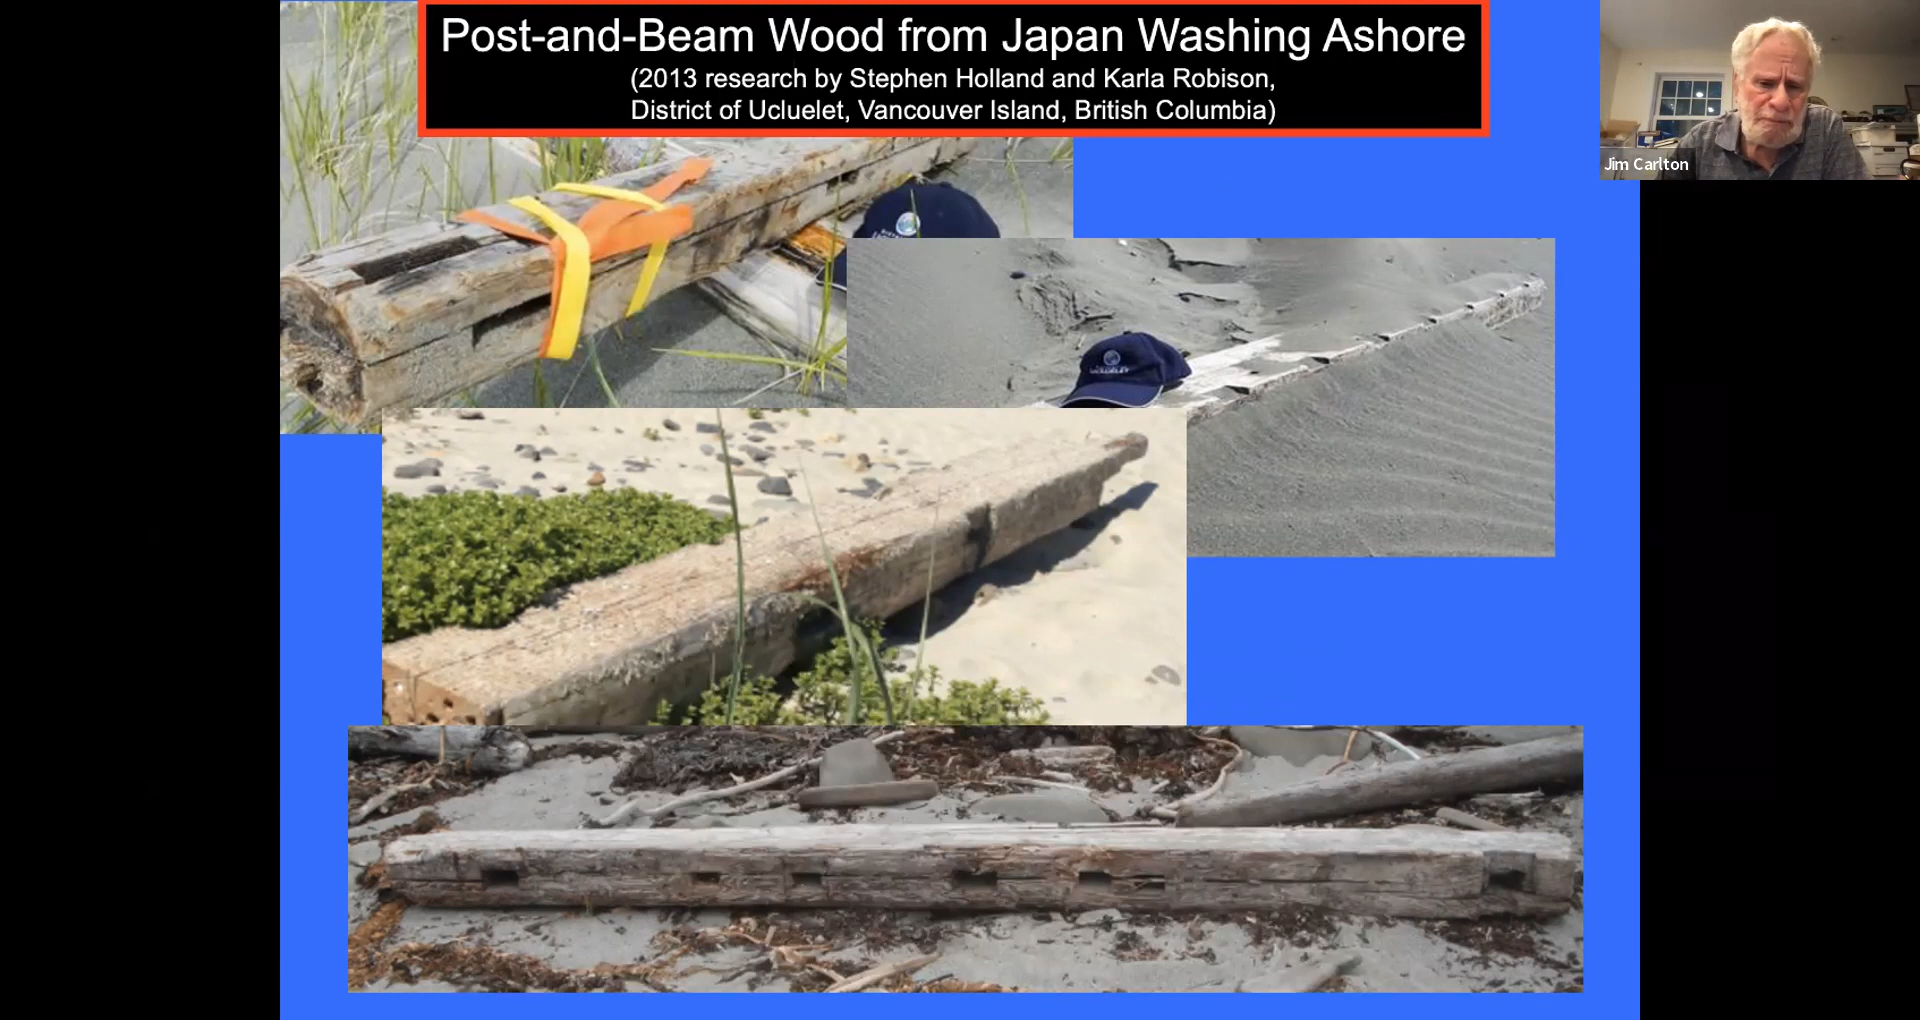 Post-and-Beam Wood from Japan Washing Ashore
(2013 research by Stephen Holland and Karla Robison,
District of Ucluelet, Vancouver Island, British Columbia)
Jim Carlton